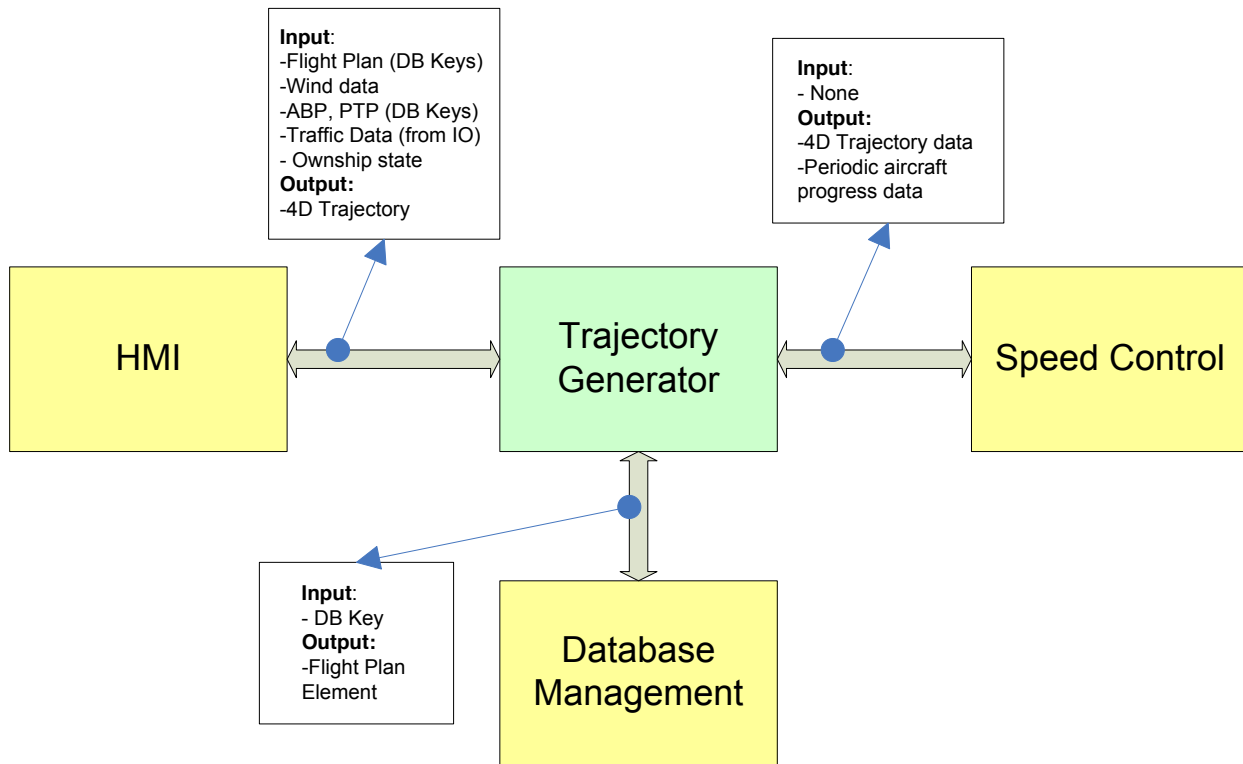 Input:
-Flight Plan (DB Keys)
-Wind data
-ABP, PTP (DB Keys)
-Traffic Data (from IO)
- Ownship state
Output:
-4D Trajectory
Input:
- None
Output:
-4D Trajectory data
-Periodic aircraft
progress data
HMI
Trajectory
Generator
Speed Control
Input:
- DB Key
Output:
-Flight Plan
Element
Database
Management